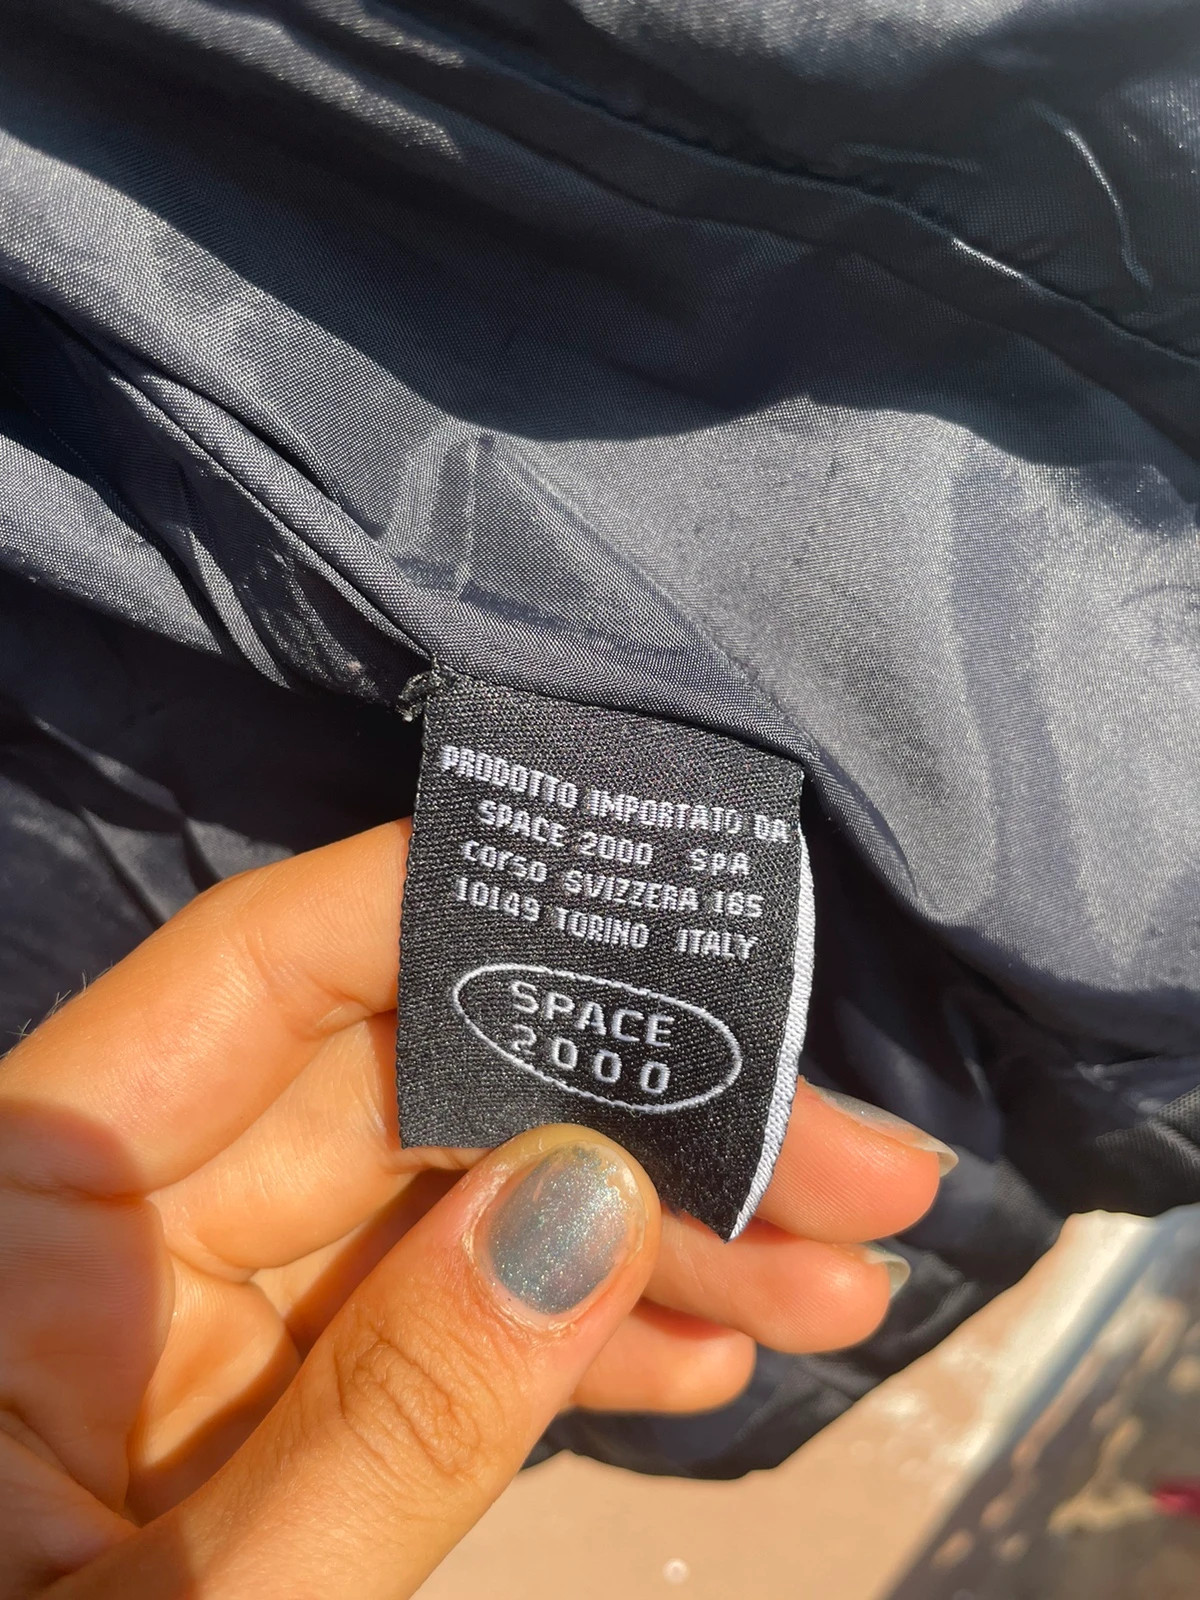 PRODOTTO IMPORTATO DA
SPACE 2000 SpA
corso SVIZZERA 185
10149 TORINO ITALY
SPACE
2000